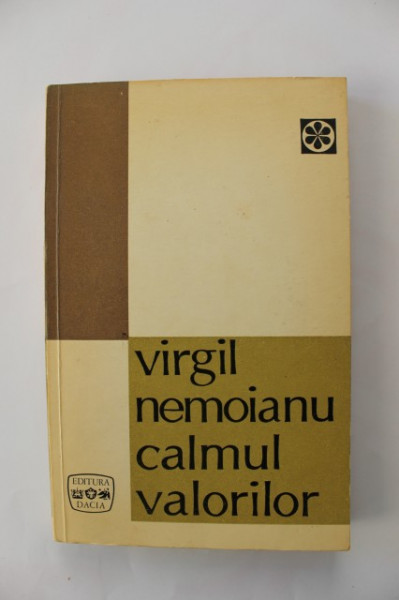 virgil
nemoianu
calmul
valorilor
EDITURA
DACIA